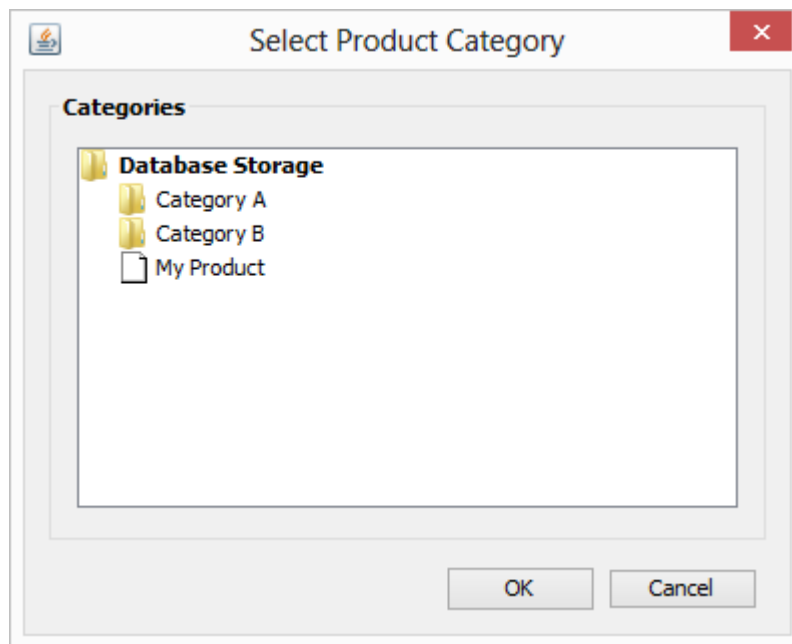 Select Product Category
Categories
Database Storage
Category A
Category B
My Product
OK Cancel